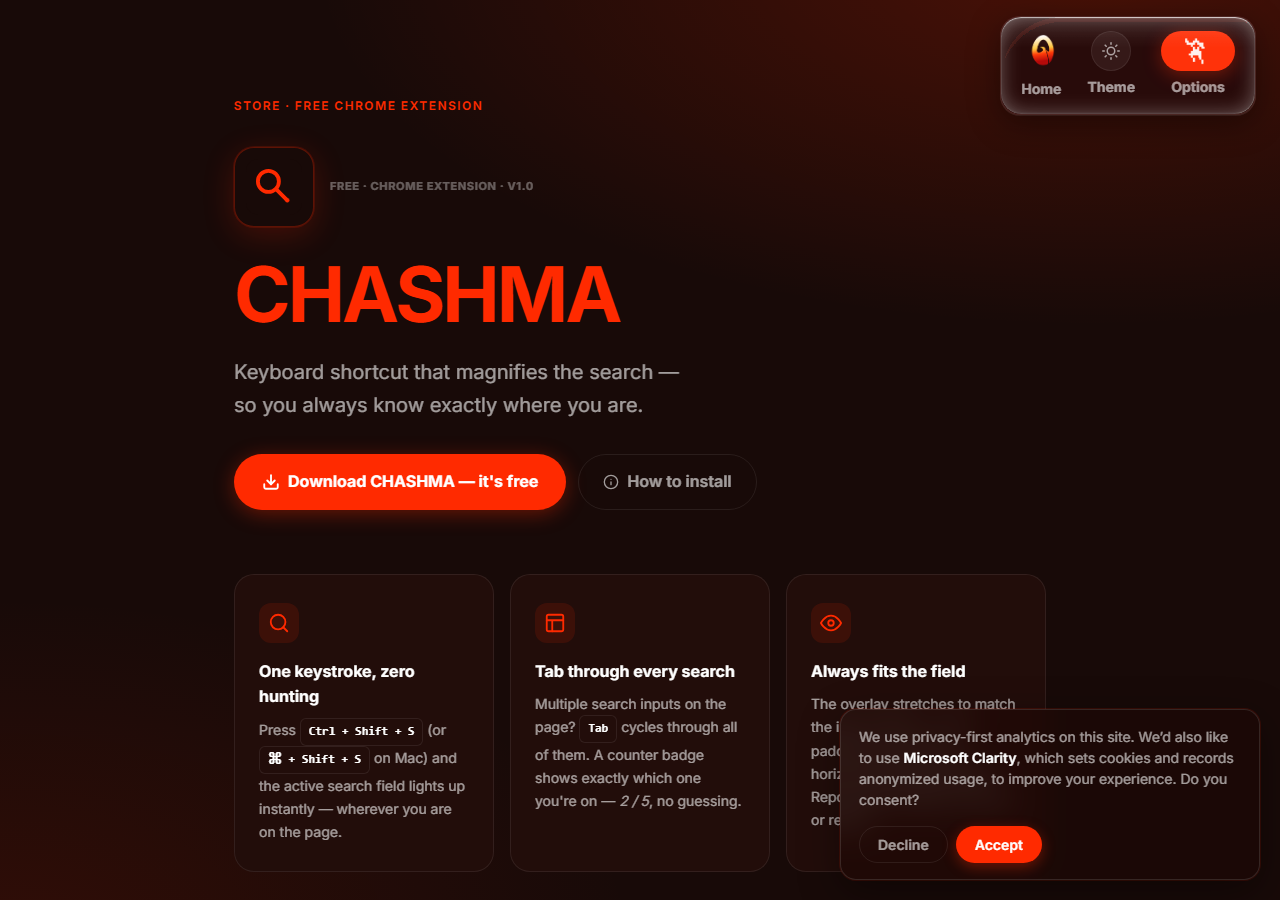 Home
Theme
Options
STORE · FREE CHROME EXTENSION
FREE · CHROME EXTENSION · V1.0
CHASHMA
Keyboard shortcut that magnifies the search —
so you always know exactly where you are.
Download CHASHMA — it's free
How to install
One keystroke, zero
hunting
Press Ctrl + Shift + S (or
⌘ + Shift + S on Mac) and
the active search field lights up
instantly — wherever you are
on the page.
Tab through every search
Multiple search inputs on the
page? Tab cycles through all
of them. A counter badge
shows exactly which one
you're on — 2 / 5, no guessing.
Always fits the field
The overlay stretches to match
the
or
We use privacy-first analytics on this site. We’d also like
to use Microsoft Clarity, which sets cookies and records
anonymized usage, to improve your experience. Do you
consent?
Decline
Accept